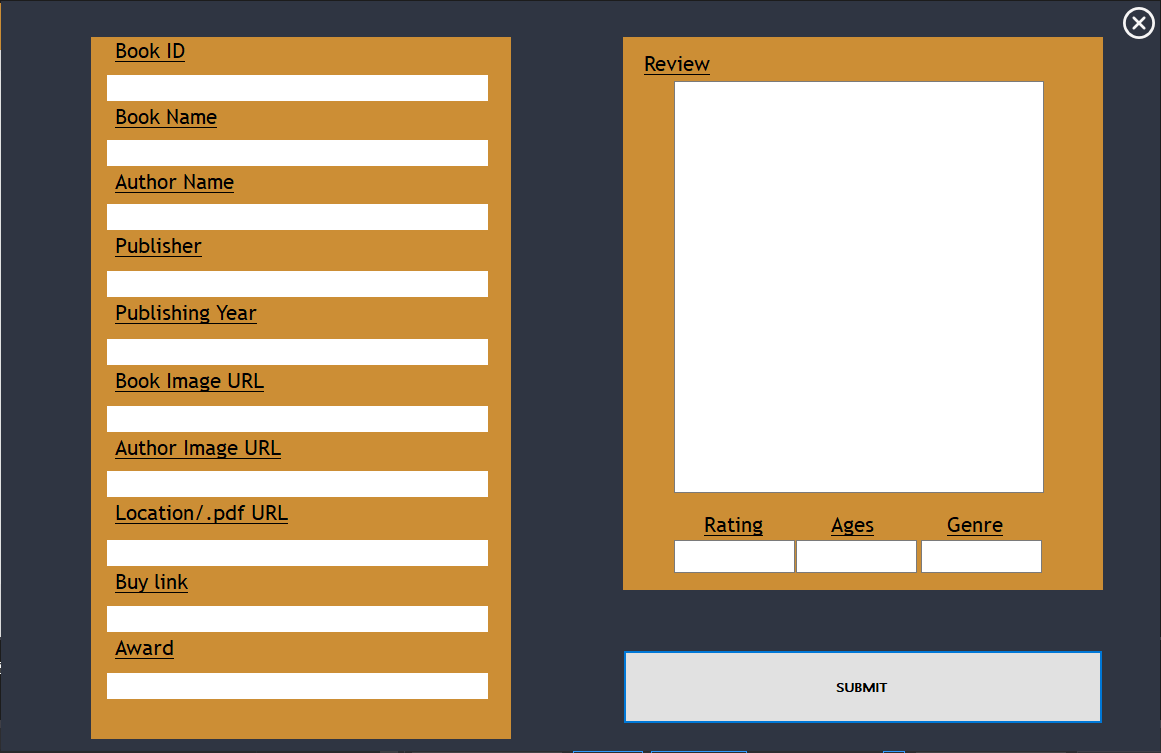 Book ID
Book Name
Author Name
Publisher
Publishing Year
Book Image URL
Author Image URL
Location/.pdf URL
Buy link
Award
Review
Rating Ages Genre
SUBMIT